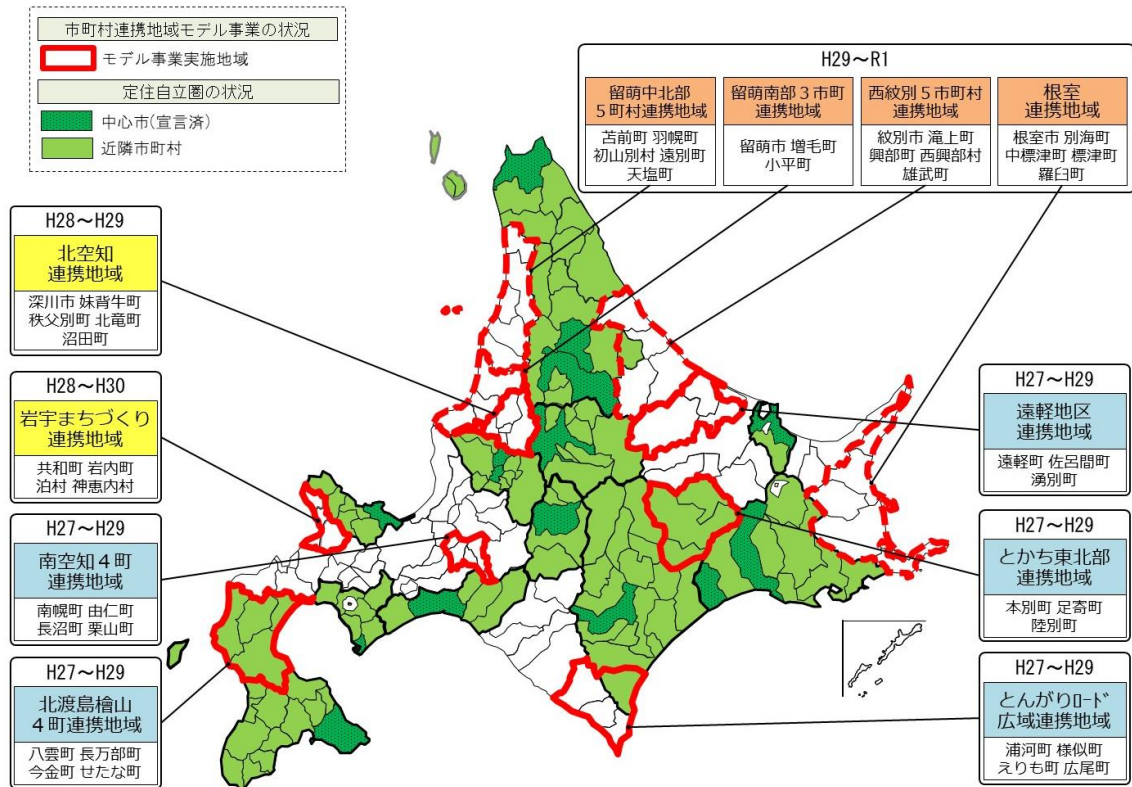 市町村連携地域モデル事業の状況
モデル事業実施地域
定住自立圏の状況
中心市(宣言済)
近隣市町村
H29～R1
留萌中北部
５町村連携地域
苫前町 羽幌町
初山別村 遠別町
天塩町
留萌南部３市町
連携地域
留萌市 増毛町
小平町
西紋別５市町村
連携地域
紋別市 滝上町
興部町 西興部村
雄武町
根室
連携地域
根室市 別海町
中標津町 標津町
羅臼町
H28～H29
北空知
連携地域
深川市 妹背牛町
秩父別町 北竜町
沼田町
H28～H30
岩宇まちづくり
連携地域
共和町 岩内町
泊村 神恵内村
H27～H29
南空知４町
連携地域
南幌町 由仁町
長沼町 栗山町
H27～H29
北渡島檜山
４町連携地域
八雲町 長万部町
今金町 せたな町
H27～H29
遠軽地区
連携地域
遠軽町 佐呂間町
湧別町
H27～H29
とかち東北部
連携地域
本別町 足寄町
陸別町
H27～H29
とんがりﾛｰﾄﾞ
広域連携地域
浦河町 様似町
えりも町 広尾町